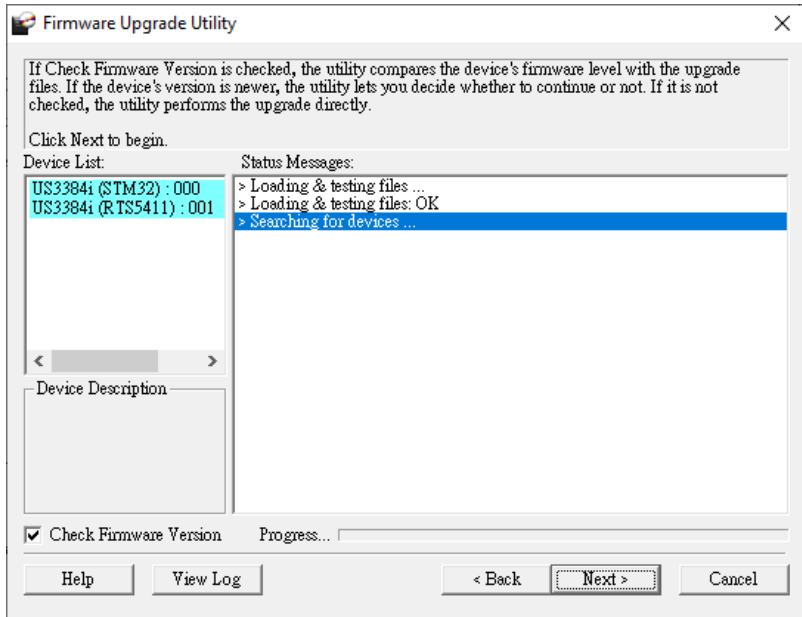 Firmware Upgrade Utility
If Check Firmware Version is checked, the utility compares the device's firmware level with the upgrade
files. If the device's version is newer, the utility lets you decide whether to continue or not. If it is not
checked, the utility performs the upgrade directly.
Click Next to begin.
Device List:
US3384i (STM32) : 000
US3384i (RTS5411) : 001
Status Messages:
> Loading & testing files ...
> Loading & testing files: OK
> Searching for devices ...
Device Description
Check Firmware Version
Progress...
Help
View Log
< Back
Next >
Cancel